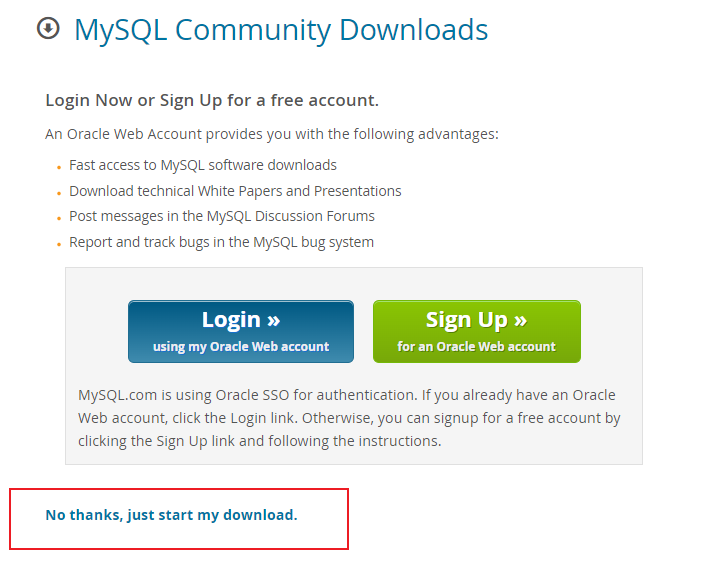 MySQL Community Downloads
Login Now or Sign Up for a free account.
An Oracle Web Account provides you with the following advantages:
Fast access to MySQL software downloads
Download technical White Papers and Presentations
Post messages in the MySQL Discussion Forums
Report and track bugs in the MySQL bug system
Login »
using my Oracle Web account
Sign Up »
for an Oracle Web account
MySQL.com is using Oracle SSO for authentication. If you already have an Oracle
Web account, click the Login link. Otherwise, you can signup for a free account by
clicking the Sign Up link and following the instructions.
No thanks, just start my download.